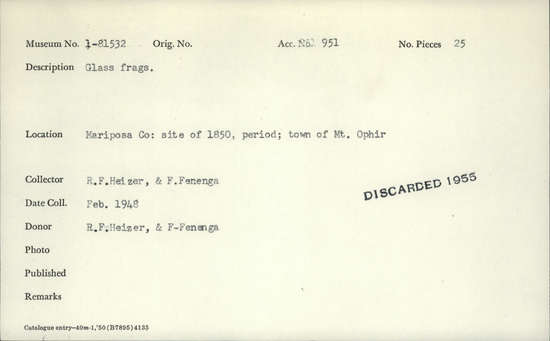 Museum No. 1-81532 Orig. No. Acc. No. 951 No. Pieces 25
Description Glass frags.
Location Mariposa Co: site of 1850, period; town of Mt. Ophir
Collector R.F.Heizer, & F.Fenenga
DISCARDED 1955
Date Coll. Feb. 1948
Donor R.F.Heizer, & F-Fenenga
Photo
Published
Remarks
Catalogue entry—40m-1,'50 (B7895) 4135